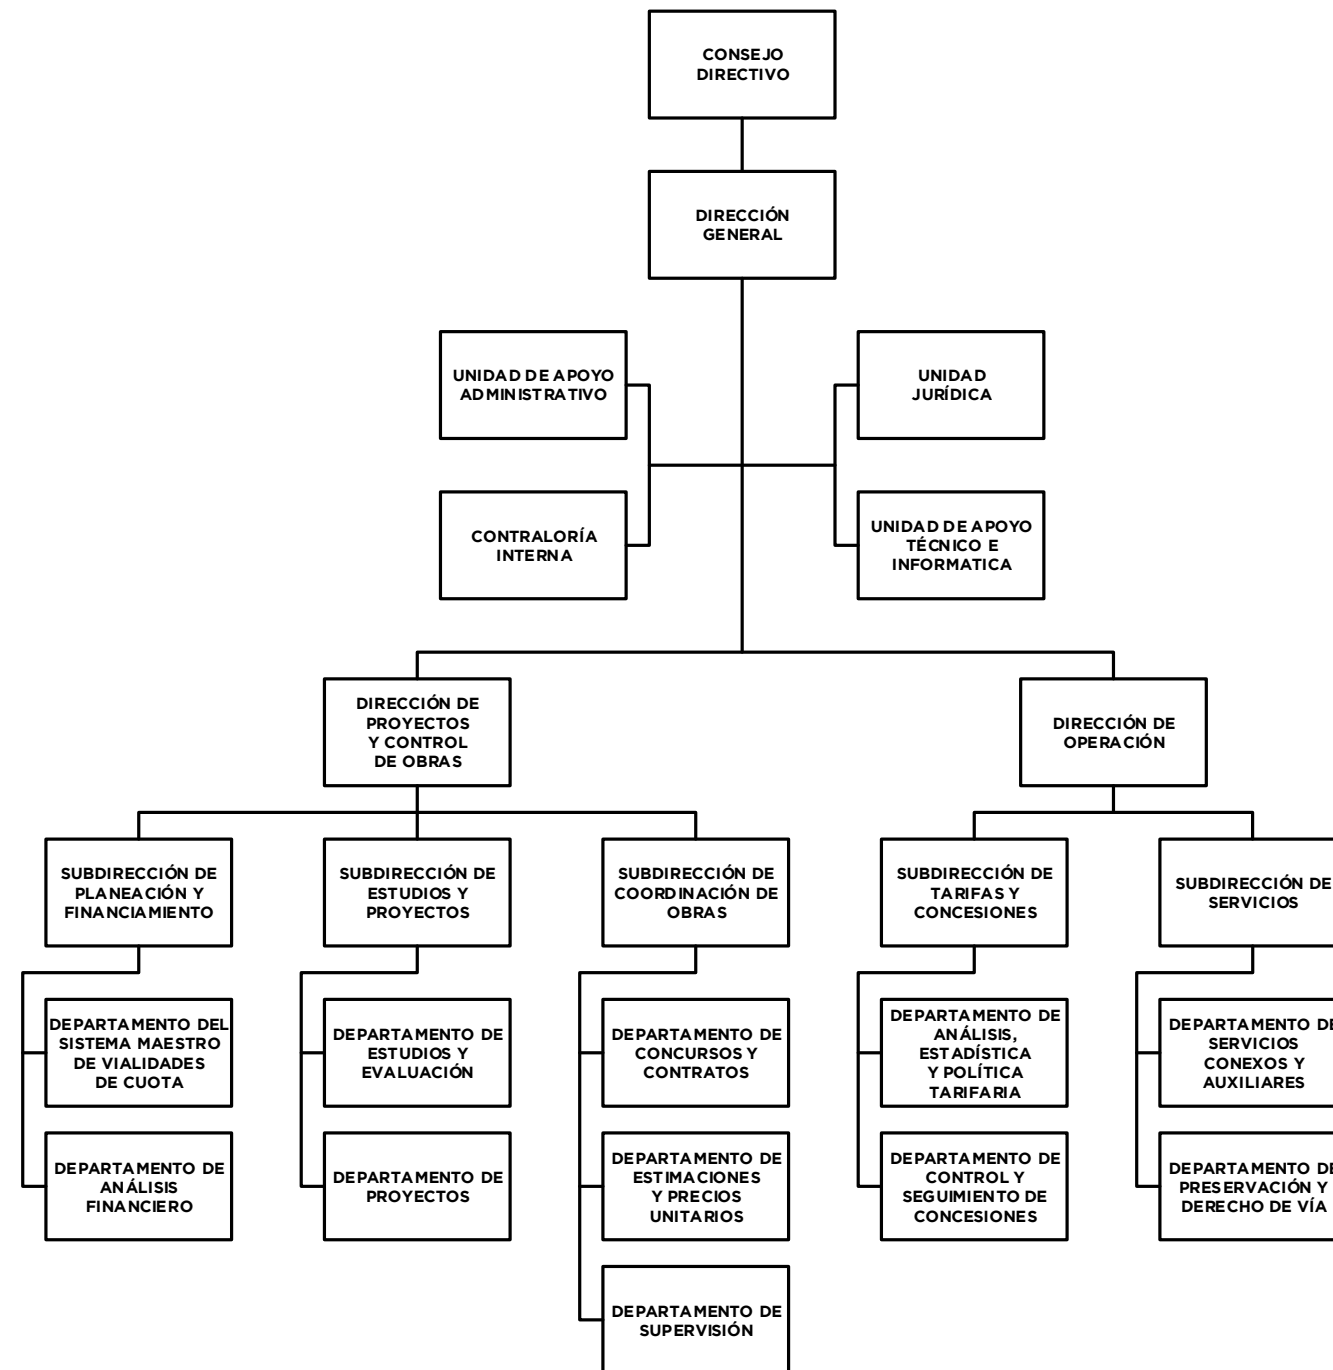 CONSEJO
DIRECTIVO
DIRECCIÓN
GENERAL
UNIDAD DE APOYO
ADMINISTRATIVO
UNIDAD
JURÍDICA
CONTRALORÍA
INTERNA
UNIDAD DE APOYO
TÉCNICO E
INFORMATICA
DIRECCIÓN DE
PROYECTOS
Y CONTROL
DE OBRAS
DIRECCIÓN DE
OPERACIÓN
SUBDIRECCIÓN DE
PLANEACIÓN Y
FINANCIAMIENTO
SUBDIRECCIÓN DE
ESTUDIOS Y
PROYECTOS
SUBDIRECCIÓN DE
COORDINACIÓN DE
OBRAS
SUBDIRECCIÓN DE
TARIFAS Y
CONCESIONES
SUBDIRECCIÓN DE
SERVICIOS
DEPARTAMENTO DEL
SISTEMA MAESTRO
DE VIALIDADES
DE CUOTA
DEPARTAMENTO DE
ESTUDIOS Y
EVALUACIÓN
DEPARTAMENTO DE
CONCURSOS Y
CONTRATOS
DEPARTAMENTO DE
ANÁLISIS,
ESTADÍSTICA
Y POLÍTICA
TARIFARIA
DEPARTAMENTO DE
SERVICIOS
CONEXOS Y
AUXILIARES
DEPARTAMENTO DE
ANÁLISIS
FINANCIERO
DEPARTAMENTO DE
PROYECTOS
DEPARTAMENTO DE
ESTIMACIONES
Y PRECIOS
UNITARIOS
DEPARTAMENTO DE
CONTROL Y
SEGUIMIENTO DE
CONCESIONES
DEPARTAMENTO DE
PRESERVACIÓN Y
DERECHO DE VÍA
DEPARTAMENTO DE
SUPERVISIÓN